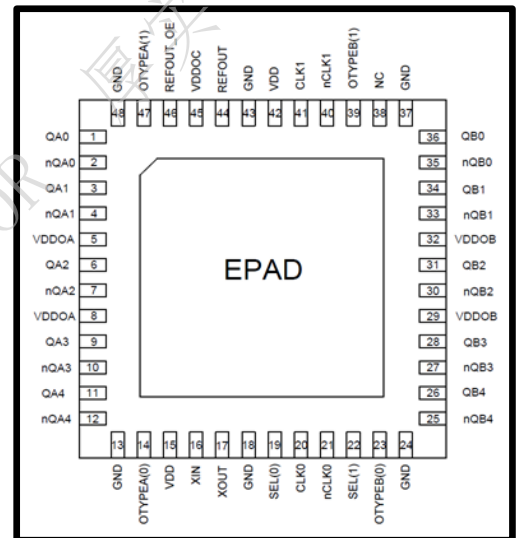 GND OTYPEA(1) REFOUT_OE VDDOC REFOUT GND VDD CLK1 nCLK1 OTYPEB(1) NC GND
48 47 46 45 44 43 42 41 40 39 38 37
QA0 1 36 QB0
nQA0 2 35 nQB0
QA1 3 34 QB1
nQA1 4 33 nQB1
VDDOA 5 32 VDDOB
QA2 6 31 QB2
EPAD
nQA2 7 30 nQB2
VDDOA 8 29 VDDOB
QA3 9 28 QB3
nQA3 10 27 nQB3
QA4 11 26 QB4
nQA4 12 25 nQB4
13 14 15 16 17 18 19 20 21 22 23 24
GND OTYPEA(0) VDD XIN XOUT GND SEL(0) CLK0 nCLK0 SEL(1) OTYPEB(0) GND